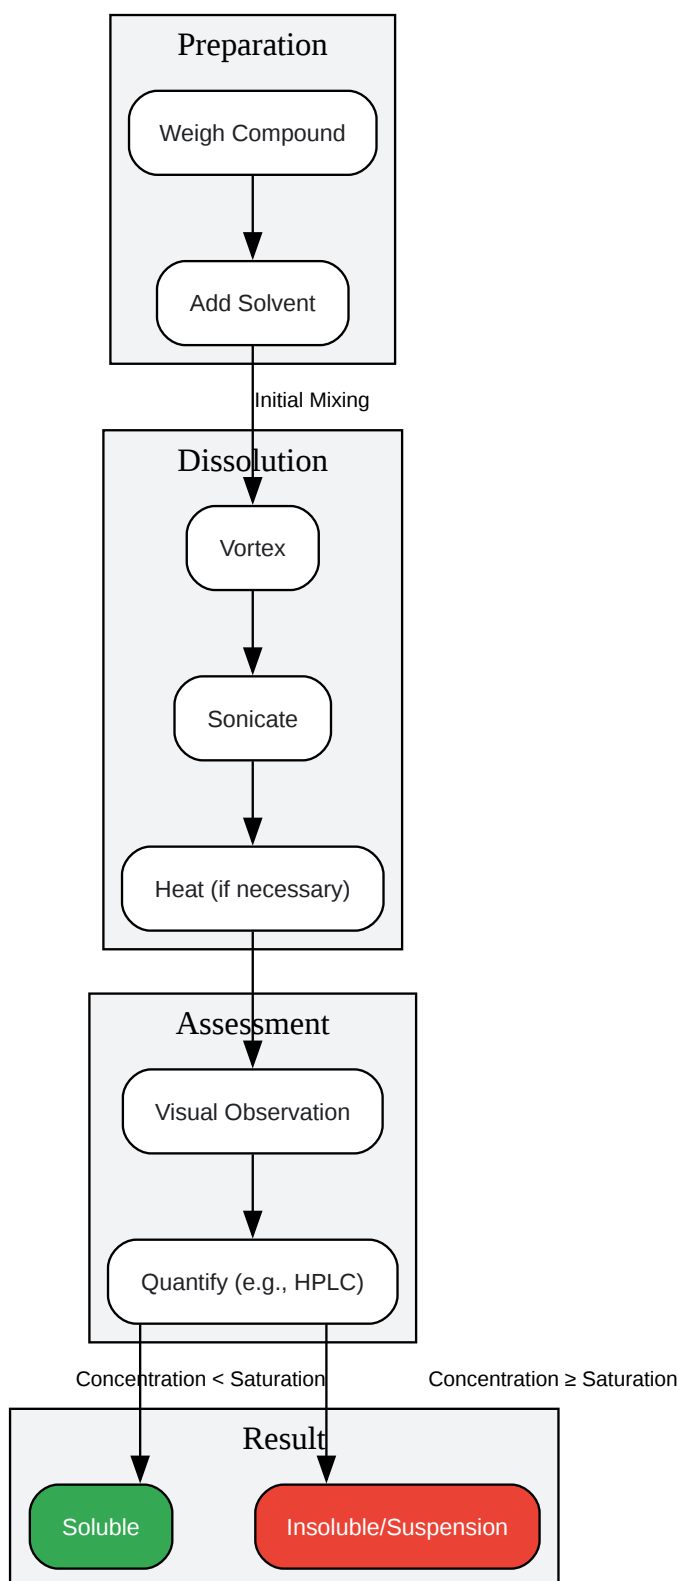 Preparation
Weigh Compound
Add Solvent
Initial Mixing
Dissolution
Vortex
Sonicate
Heat (if necessary)
Assessment
Visual Observation
Quantify (e.g., HPLC)
Concentration < Saturation
Concentration ≥ Saturation
Result
Soluble
Insoluble/Suspension